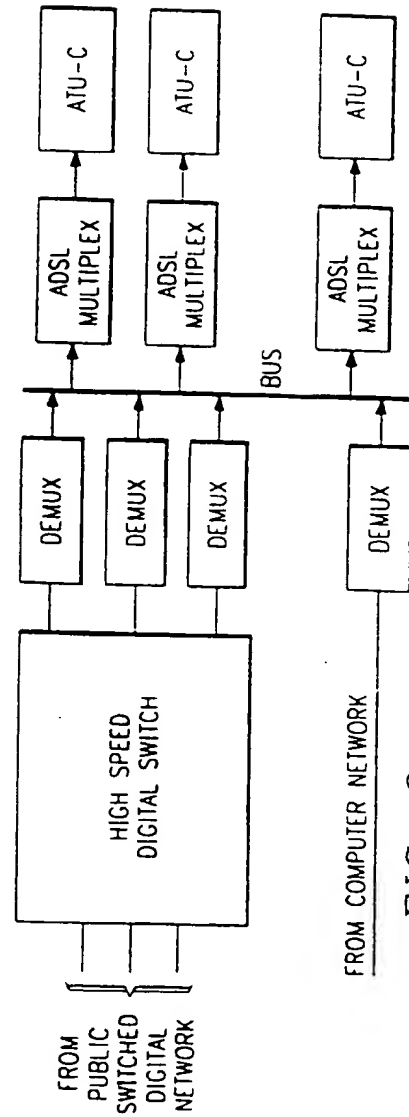 FROM
PUBLIC
SWITCHED
DIGITAL
NETWORK
HIGH SPEED
DIGITAL SWITCH
DEMUX
DEMUX
DEMUX
BUS
ADSL
MULTIPLEX
ATU-C
ADSL
MULTIPLEX
ATU-C
FROM COMPUTER NETWORK
DEMUX
ADSL
MULTIPLEX
ATU-C